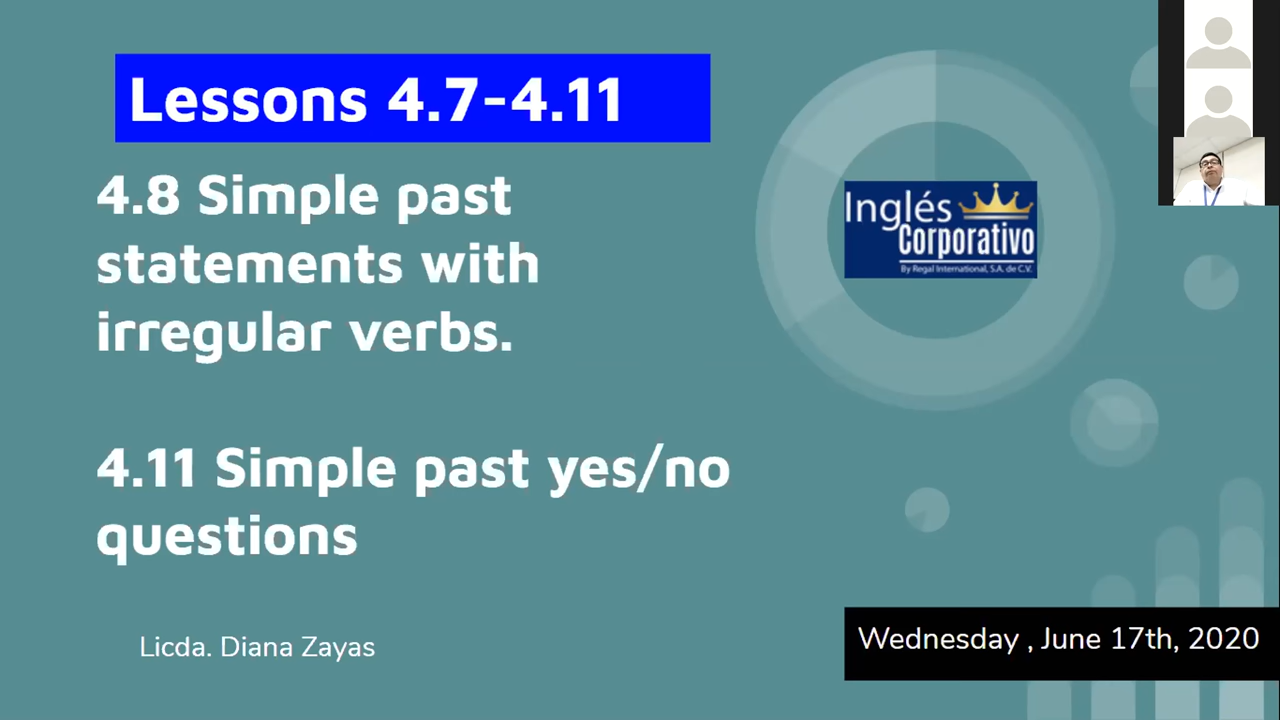 Lessons 4.7-4.11
4.8 Simple past
statements with
irregular verbs.
4.11 Simple past yes/no
questions
Licda. Diana Zayas
Inglés
Corporativo
By Regal International, S.A. de C.V.
Wednesday , June 17th, 2020